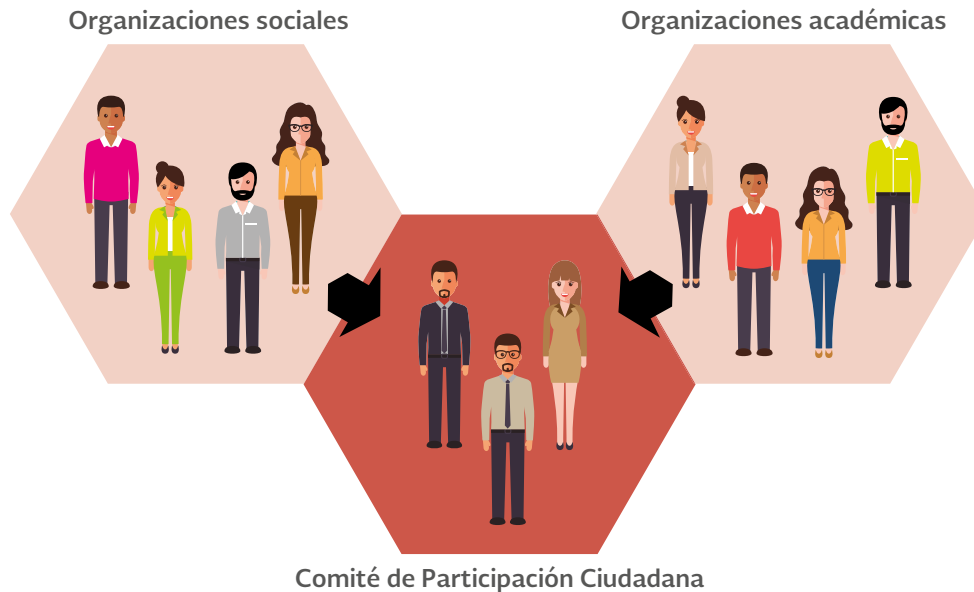 Organizaciones sociales
Organizaciones académicas
Comité de Participación Ciudadana